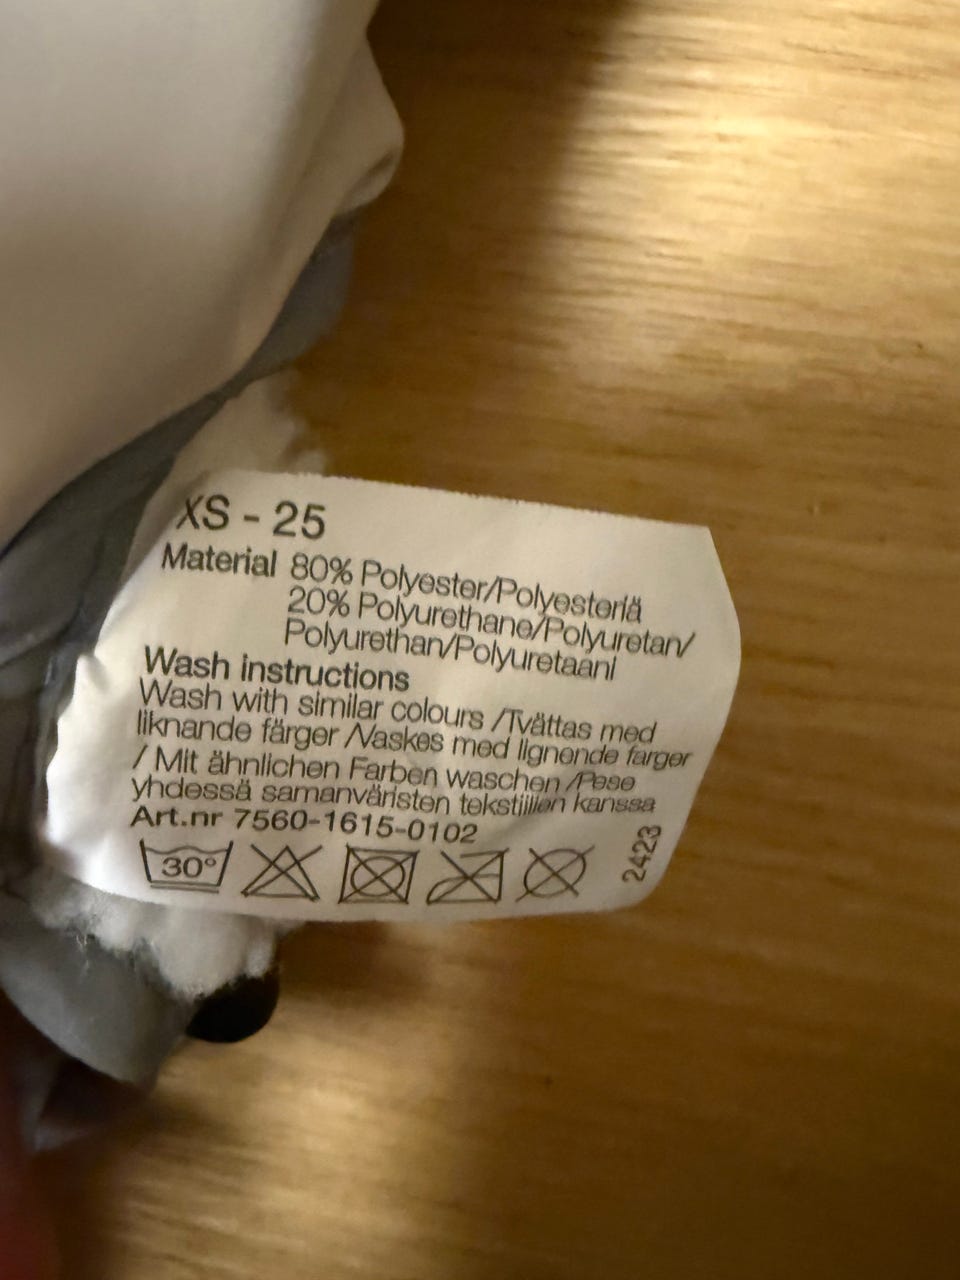 XS - 25
Material 80% Polyester/Polyesteriä
20% Polyurethane/Polyuretan/
Polyurethan/Polyuretaani
Wash instructions
Wash with similar colours /Tvättas med
liknande färger /Vaskes med lignende farger
/ Mit ähnlichen Farben waschen /Pese
yhdessä samanväristen tekstiilien kanssa
Art.nr 7560-1615-0102
30°
2423